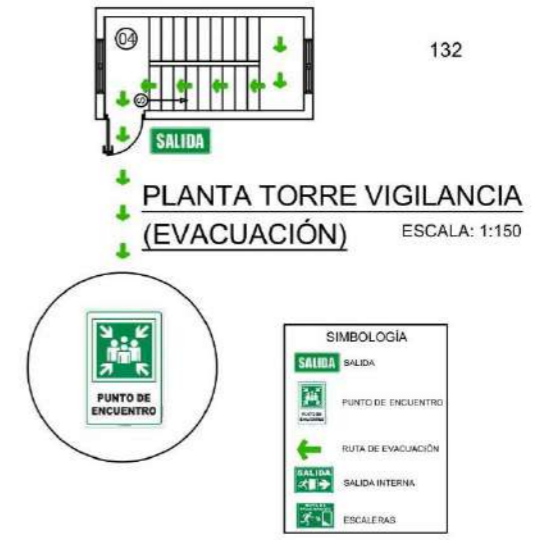 04
132
S
SALIDA
PLANTA TORRE VIGILANCIA
(EVACUACIÓN)
ESCALA: 1:150
PUNTO DE
ENCUENTRO
SIMBOLOGÍA
SALIDA SALIDA
PUNTO DE ENCUENTRO
RUTA DE EVACUACIÓN
SALIDA
SALIDA INTERNA
ESCALERAS